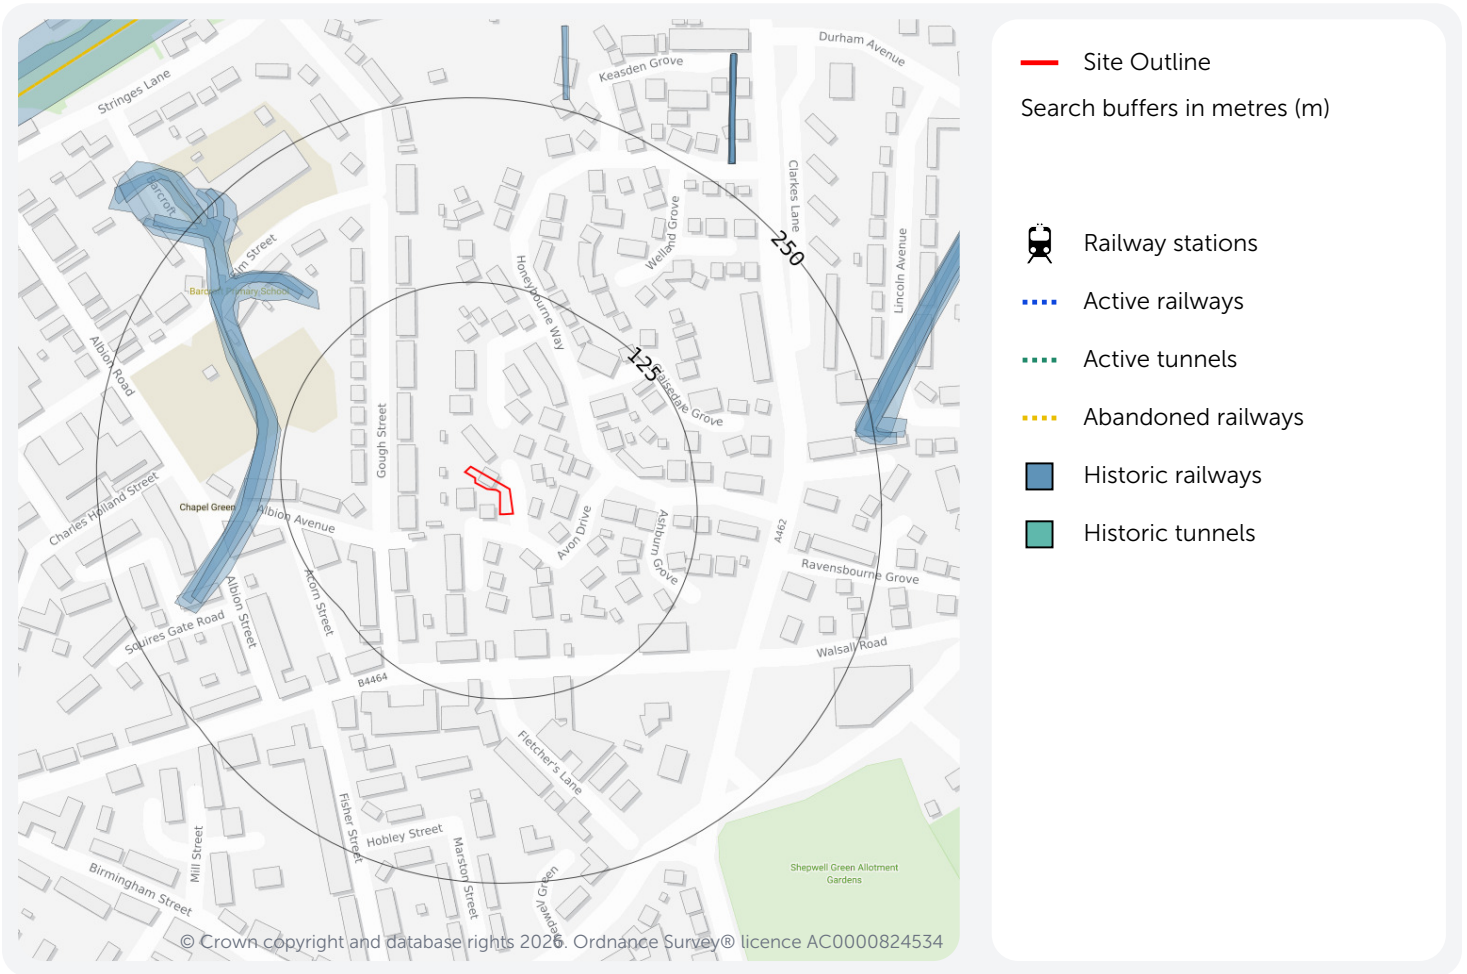 Stringes Lane
Keasden Grove
Durham Avenue
Barcroft
Clarkes Lane
Welland Grove
250
Elm Street
Lincoln Avenue
Honeybourne Way
Albion Road
125
Gough Street
Charles Holland Street
Chapel Green
Albion Avenue
Avon Drive
Ashburn Grove
A462
Ravensbourne Grove
Acorn Street
Albion Street
Squires Gate Road
Walsall Road
B4464
Fletcher's Lane
Fisher Street
Hobley Street
Marston Street
Mill Street
Birmingham Street
Shepwell Green Allotment
Gardens
© Crown copyright and database rights 2026. Ordnance Survey® licence AC0000824534
Site Outline
Search buffers in metres (m)
Railway stations
Active railways
Active tunnels
Abandoned railways
Historic railways
Historic tunnels